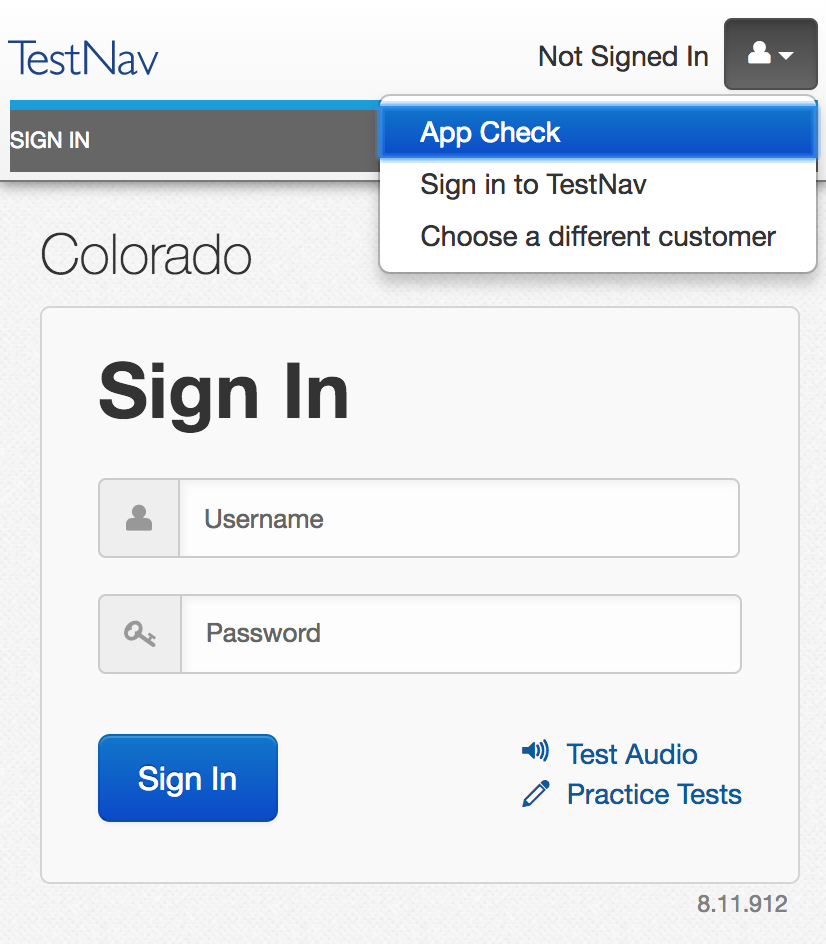 TestNav
Not Signed In
SIGN IN
App Check
Sign in to TestNav
Choose a different customer
Colorado
Sign In
Username
Password
Sign In
Test Audio
Practice Tests
8.11.912